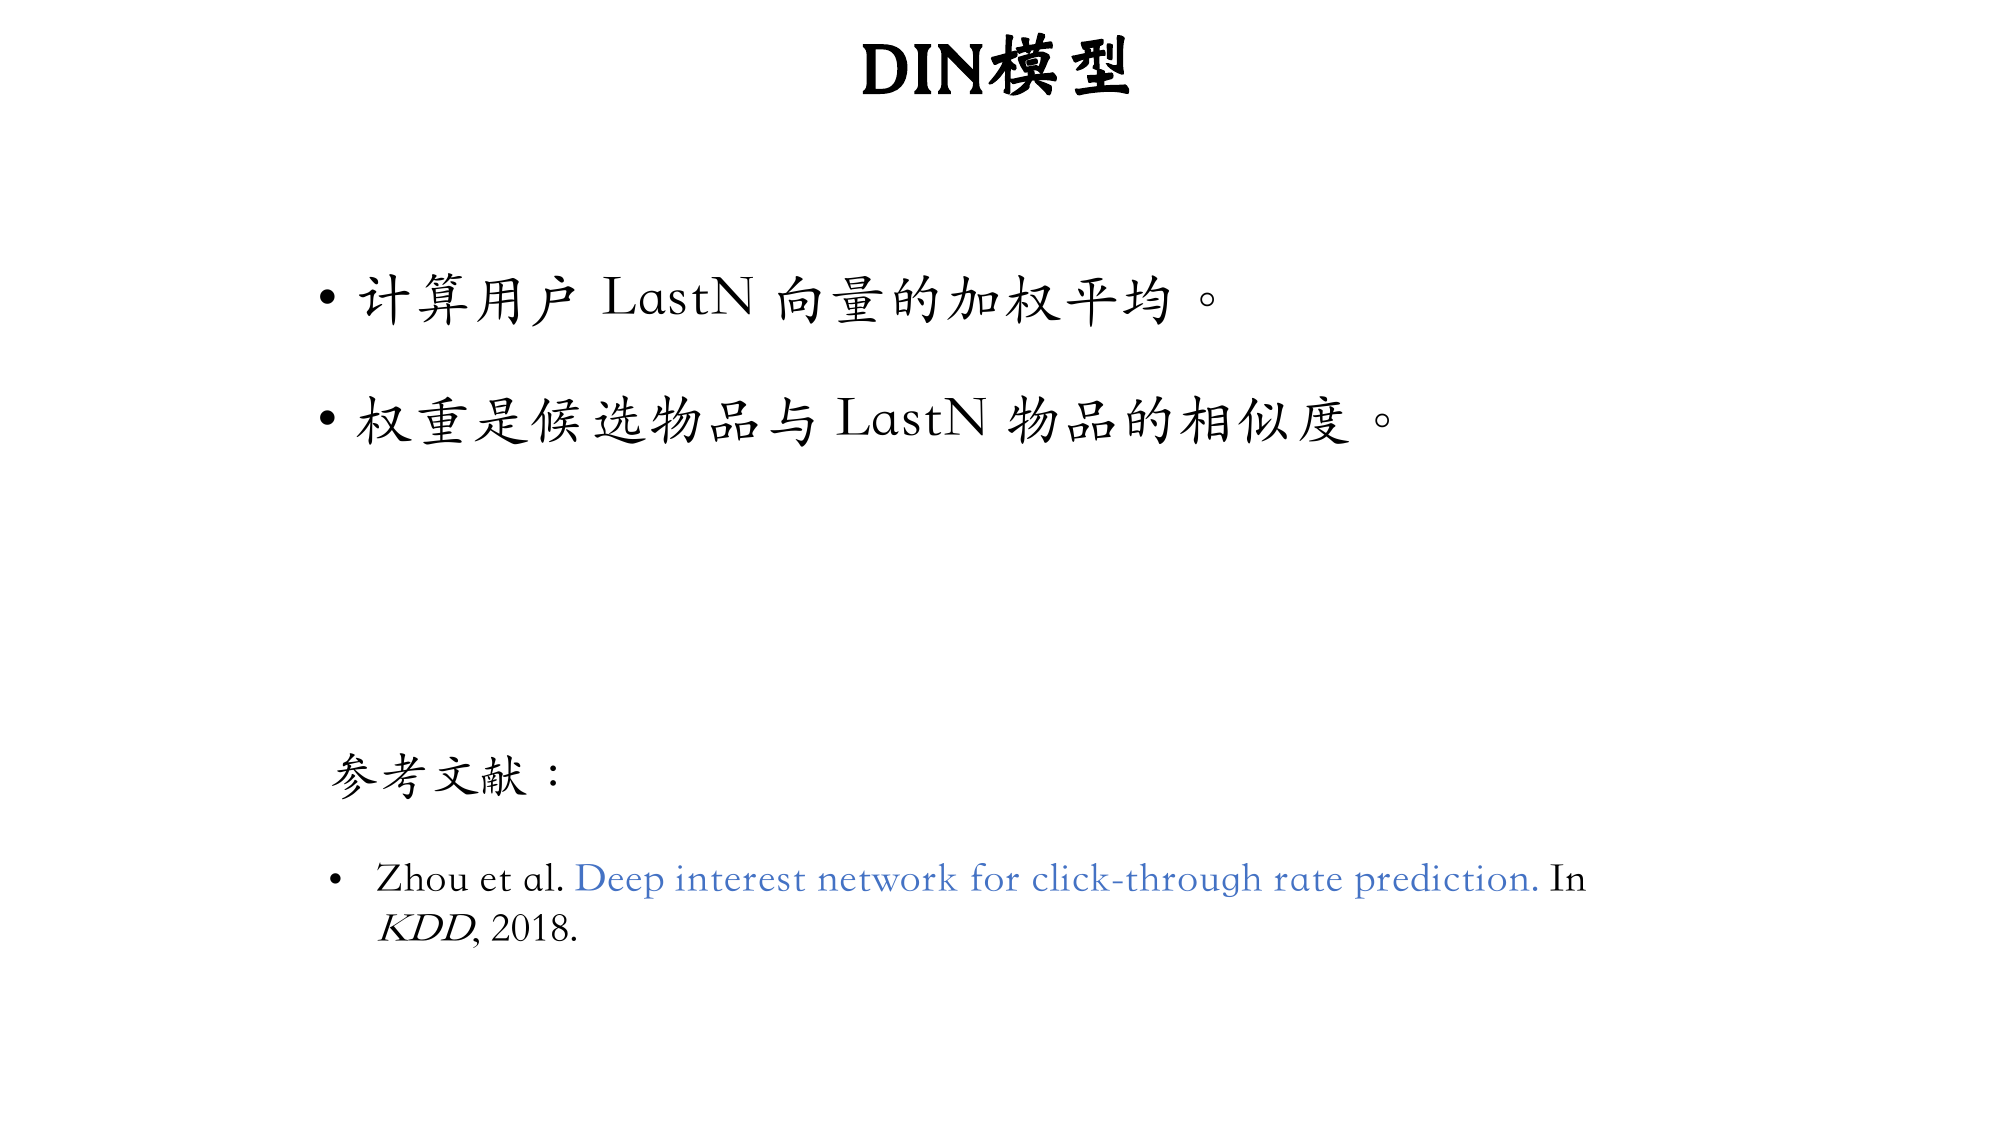 DIN模型
• 计算用户 LastN 向量的加权平均。
• 权重是候选物品与 LastN 物品的相似度。
参考文献：
• Zhou et al. Deep interest network for click-through rate prediction. In
KDD, 2018.